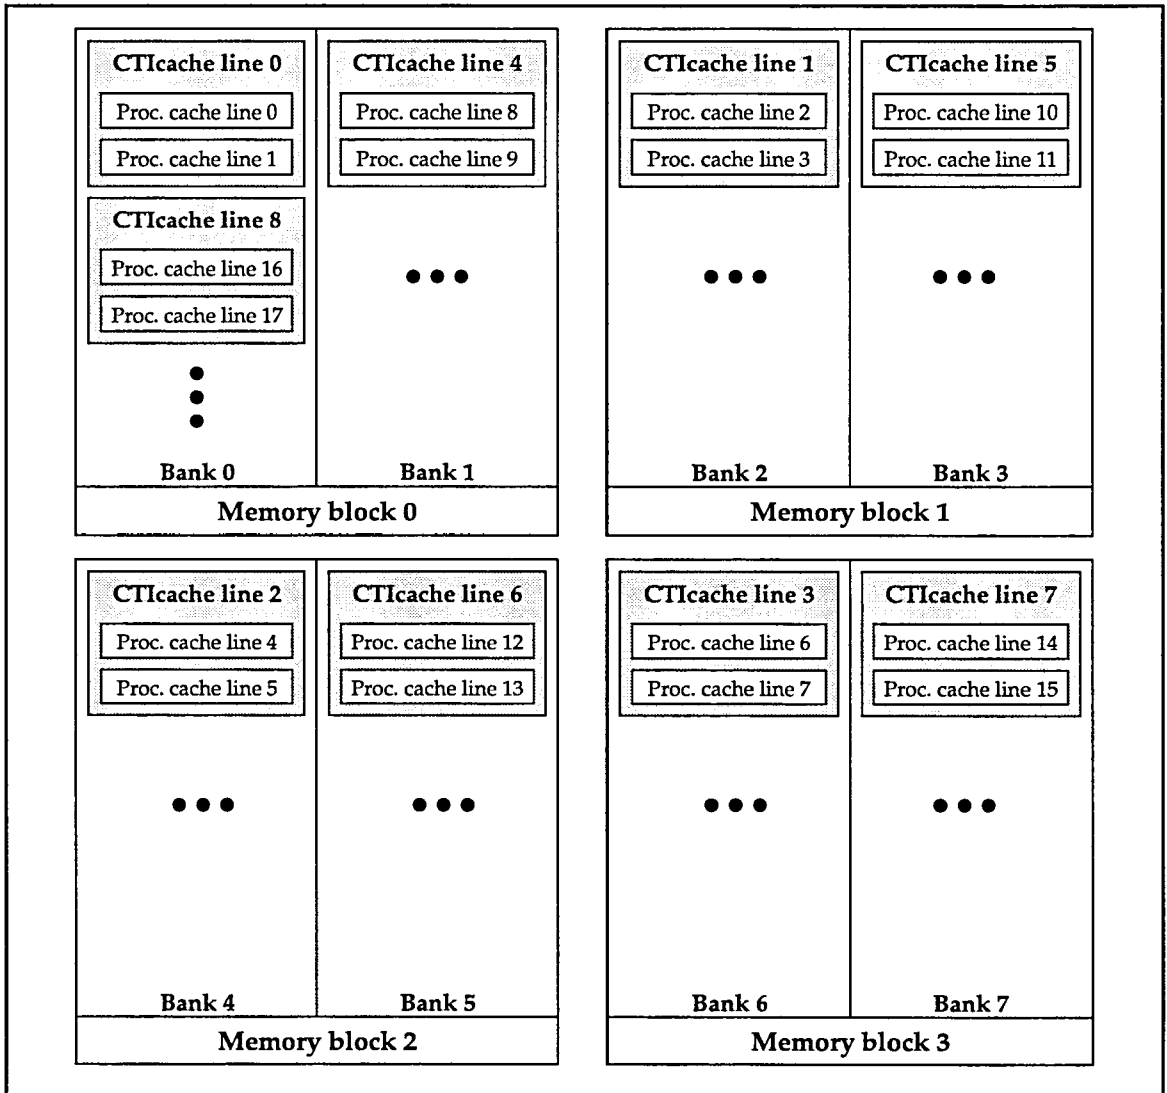 CTIcache line 0
Proc. cache line 0
Proc. cache line 1
CTIcache line 8
Proc. cache line 16
Proc. cache line 17
Bank 0
CTIcache line 4
Proc. cache line 8
Proc. cache line 9
Bank 1
Memory block 0
CTIcache line 1
Proc. cache line 2
Proc. cache line 3
Bank 2
CTIcache line 5
Proc. cache line 10
Proc. cache line 11
Bank 3
Memory block 1
CTIcache line 2
Proc. cache line 4
Proc. cache line 5
Bank 4
CTIcache line 6
Proc. cache line 12
Proc. cache line 13
Bank 5
Memory block 2
CTIcache line 3
Proc. cache line 6
Proc. cache line 7
Bank 6
CTIcache line 7
Proc. cache line 14
Proc. cache line 15
Bank 7
Memory block 3